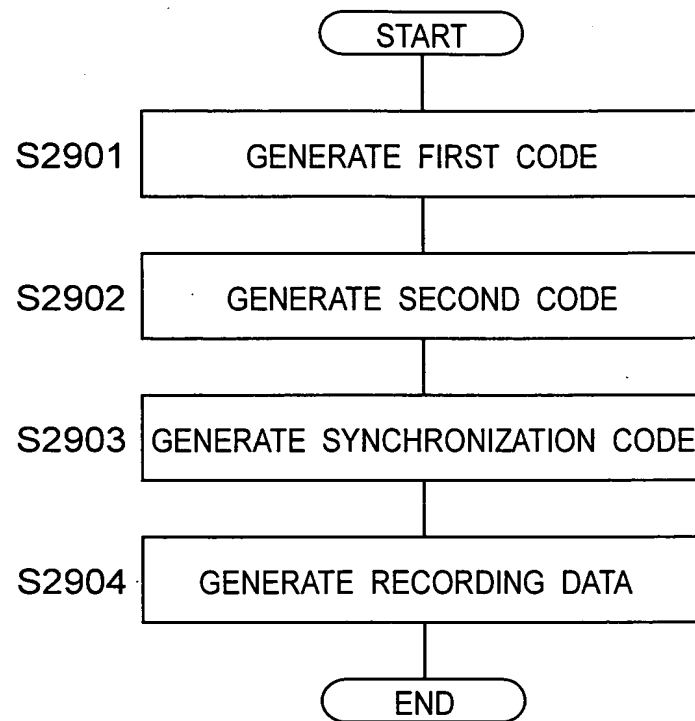 START
S2901 GENERATE FIRST CODE
S2902 GENERATE SECOND CODE
S2903 GENERATE SYNCHRONIZATION CODE
S2904 GENERATE RECORDING DATA
END